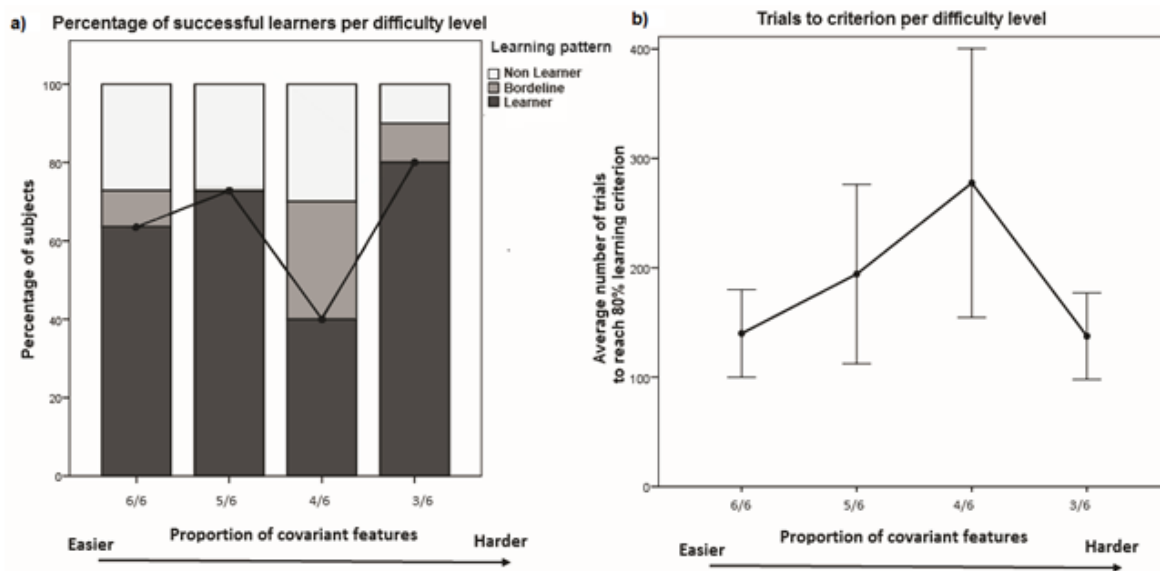 a) Percentage of successful learners per difficulty level
Learning pattern
Non Learner
Bordeline
Learner
Percentage of subjects
100
80
60
40
20
0
6/6 5/6 4/6 3/6
Proportion of covariant features
Easier Harder
b) Trials to criterion per difficulty level
Average number of trials
to reach 80% learning criterion
400
300
200
100
0
6/6 5/6 4/6 3/6
Proportion of covariant features
Easier Harder